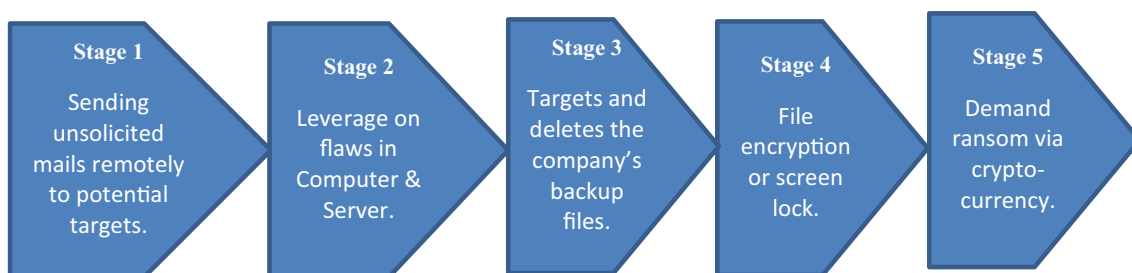 Stage 1
Sending
unsolicited
mails remotely
to potential
targets.
Stage 2
Leverage on
flaws in
Computer &
Server.
Stage 3
Targets and
deletes the
company’s
backup
files.
Stage 4
File
encryption
or screen
lock.
Stage 5
Demand
ransom via
crypto-
currency.